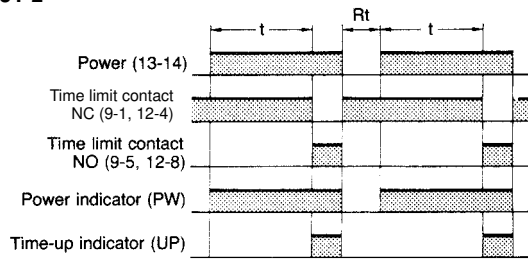 t Rt t
Power (13-14)
Time limit contact
NC (9-1, 12-4)
Time limit contact
NO (9-5, 12-8)
Power indicator (PW)
Time-up indicator (UP)